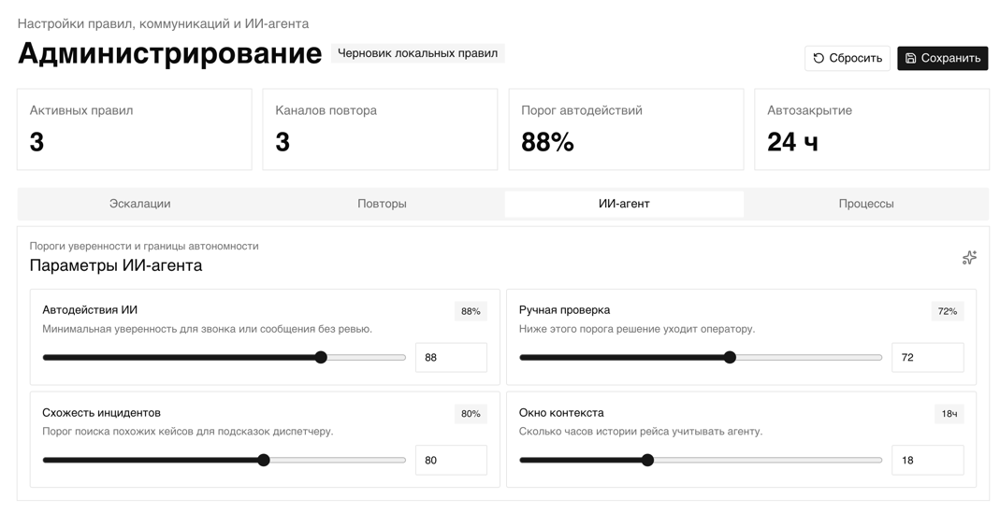 Настройки правил, коммуникаций и ИИ-агента
Администрирование
Черновик локальных правил
Сбросить
Сохранить
Активных правил
3
Каналов повтора
3
Порог автодействий
88%
Автозакрытие
24 ч
Эскалации
Повторы
ИИ-агент
Процессы
Пороги уверенности и границы автономности
Параметры ИИ-агента
Автодействия ИИ
88%
Минимальная уверенность для звонка или сообщения без ревью.
88
Ручная проверка
72%
Ниже этого порога решение уходит оператору.
72
Схожесть инцидентов
80%
Порог поиска похожих кейсов для подсказок диспетчеру.
80
Окно контекста
18ч
Сколько часов истории рейса учитывать агенту.
18